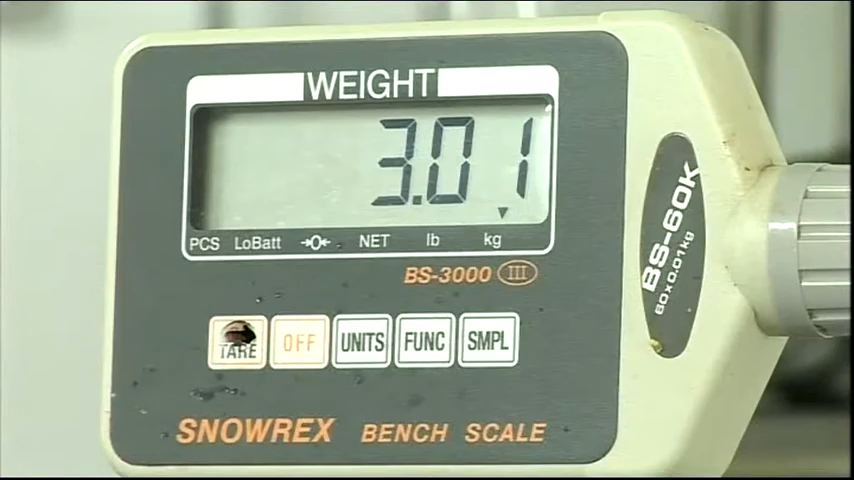 WEIGHT
3.01
PCS LoBatt →0← NET lb kg
BS-3000 III
TARE OFF UNITS FUNC SMPL
SNOWREX BENCH SCALE
BS-60K
60x0.01kg